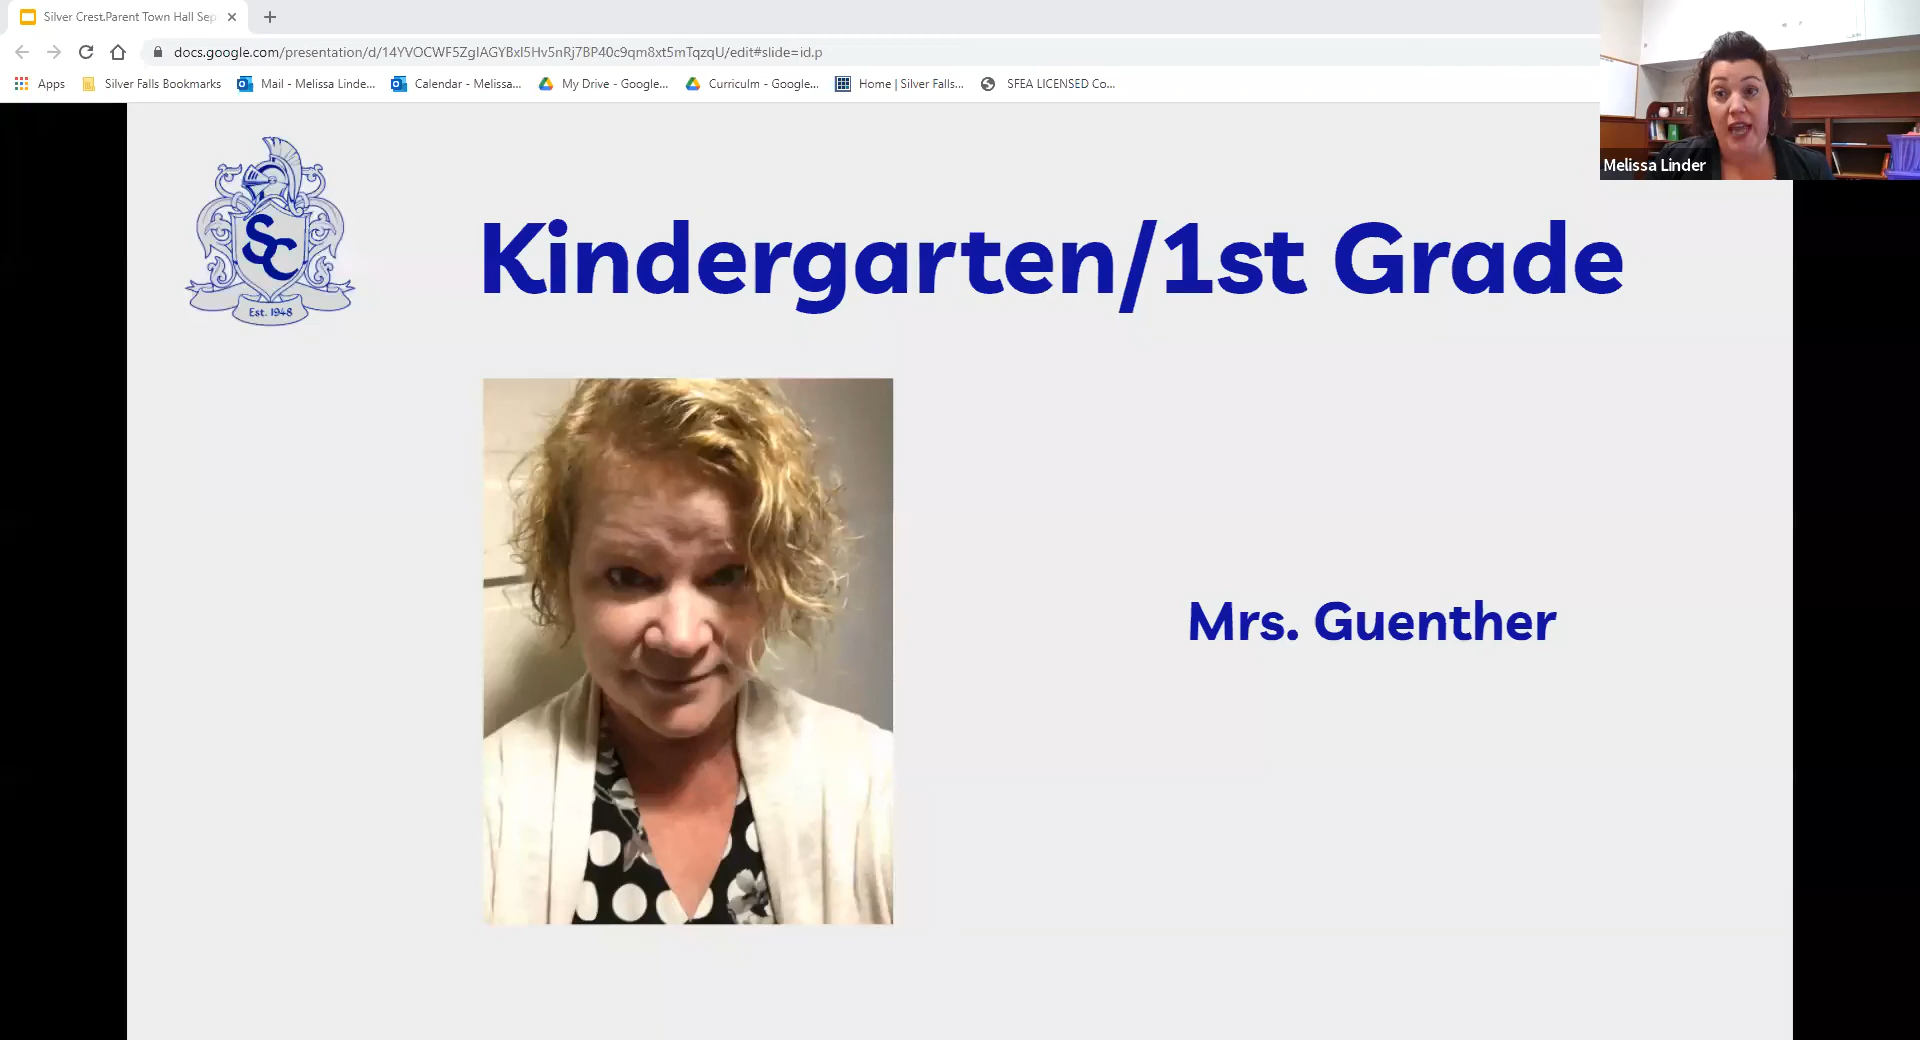 Silver Crest.Parent Town Hall Sep
docs.google.com/presentation/d/14YVOCWF5ZgIAGYBxI5Hv5nRj7BP40c9qm8xt5mTqzqU/edit#slide=id.p
Apps Silver Falls Bookmarks Mail - Melissa Linde... Calendar - Melissa... My Drive - Google... Curriculm - Google... Home | Silver Falls... SFEA LICENSED Co...
Melissa Linder
SC
Est. 1948
Kindergarten/1st Grade
Mrs. Guenther